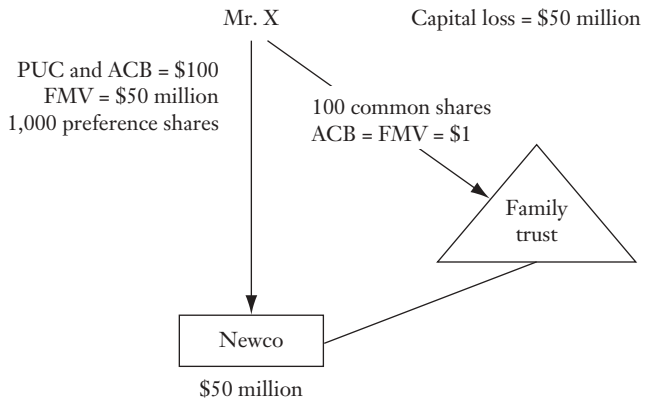 Mr. X
Capital loss = $50 million
PUC and ACB = $100
FMV = $50 million
1,000 preference shares
100 common shares
ACB = FMV = $1
Family
trust
Newco
$50 million